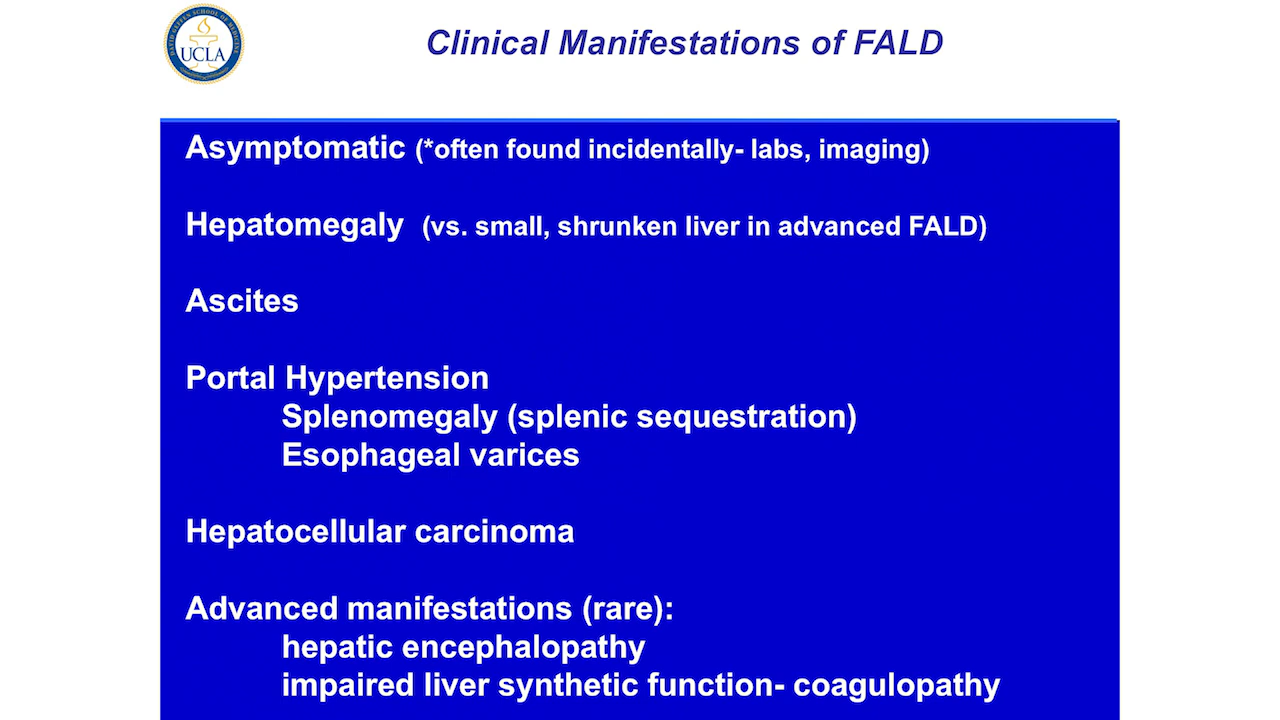 UCLA
Clinical Manifestations of FALD
Asymptomatic (*often found incidentally- labs, imaging)
Hepatomegaly (vs. small, shrunken liver in advanced FALD)
Ascites
Portal Hypertension
Splenomegaly (splenic sequestration)
Esophageal varices
Hepatocellular carcinoma
Advanced manifestations (rare):
hepatic encephalopathy
impaired liver synthetic function- coagulopathy